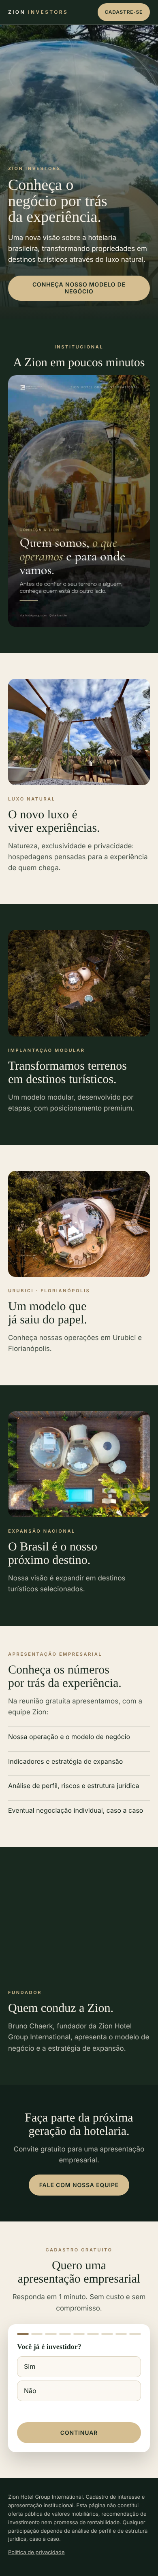 ZION INVESTORS
CADASTRE-SE
ZION INVESTORS
Conheça o
negócio por trás
da experiência.
Uma nova visão sobre a hotelaria
brasileira, transformando propriedades em
destinos turísticos através do luxo natural.
CONHEÇA NOSSO MODELO DE
NEGÓCIO
INSTITUCIONAL
A Zion em poucos minutos
Quem somos, o que
operamos e para onde
vamos.
Antes de confiar o seu terreno a alguém,
conheça quem está do outro lado.
LUXO NATURAL
O novo luxo é
viver experiências.
Natureza, exclusividade e privacidade:
hospedagens pensadas para a experiência
de quem chega.
IMPLANTAÇÃO MODULAR
Transformamos terrenos
em destinos turísticos.
Um modelo modular, desenvolvido por
etapas, com posicionamento premium.
URUBICI · FLORIANÓPOLIS
Um modelo que
já saiu do papel.
Conheça nossas operações em Urubici e
Florianópolis.
EXPANSÃO NACIONAL
O Brasil é o nosso
próximo destino.
Nossa visão é expandir em destinos
turísticos selecionados.
APRESENTAÇÃO EMPRESARIAL
Conheça os números
por trás da experiência.
Na reunião gratuita apresentamos, com a
equipe Zion:
Nossa operação e o modelo de negócio
Indicadores e estratégia de expansão
Análise de perfil, riscos e estrutura jurídica
Eventual negociação individual, caso a caso
FUNDADOR
Quem conduz a Zion.
Bruno Chaerk, fundador da Zion Hotel
Group International, apresenta o modelo de
negócio e a estratégia de expansão.
Faça parte da próxima
geração da hotelaria.
Convite gratuito para uma apresentação
empresarial.
FALE COM NOSSA EQUIPE
CADASTRO GRATUITO
Quero uma
apresentação empresarial
Responda em 1 minuto. Sem custo e sem
compromisso.
Você já é investidor?
Sim
Não
CONTINUAR
Zion Hotel Group International. Cadastro de interesse e
apresentação institucional. Esta página não constitui
oferta pública de valores mobiliários, recomendação de
investimento nem promessa de rentabilidade. Qualquer
participação depende de análise de perfil e de estrutura
jurídica, caso a caso.
Política de privacidade